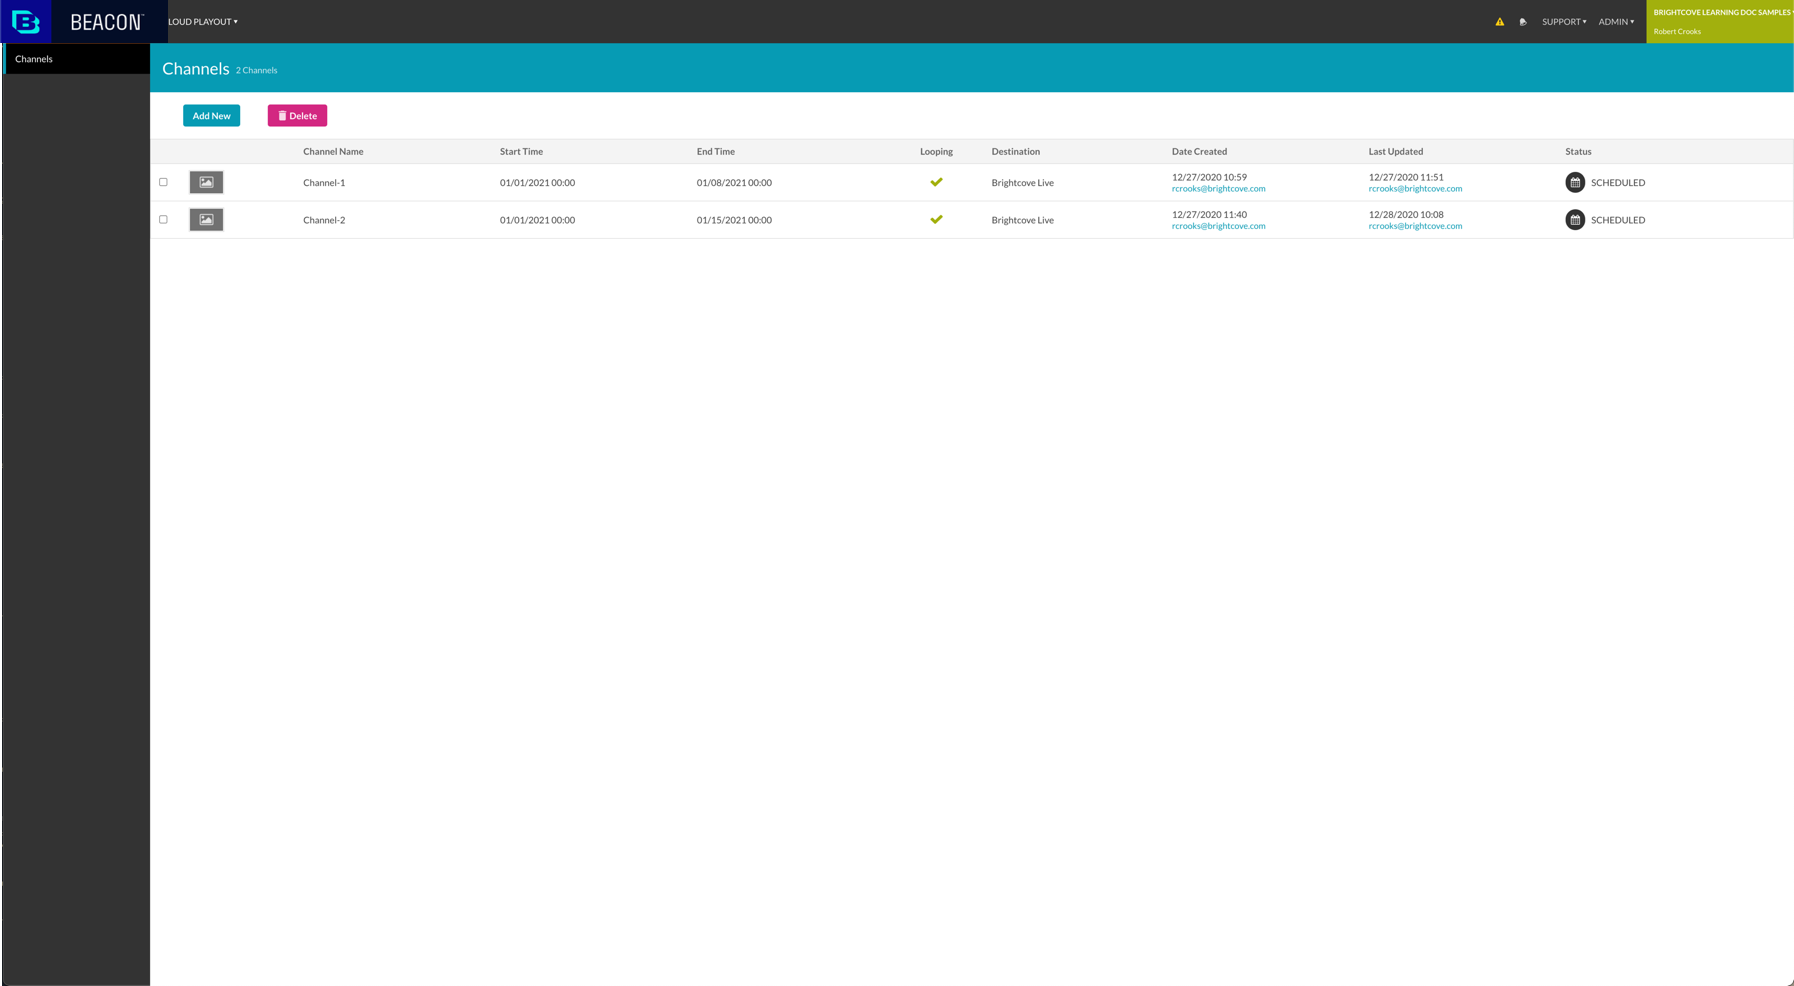 BEACON™ LOUD PLAYOUT SUPPORT ADMIN BRIGHTCOVE LEARNING DOC SAMPLES
Robert Crooks
Channels
Channels 2 Channels
Add New Delete
Channel Name Start Time End Time Looping Destination Date Created Last Updated Status
Channel-1 01/01/2021 00:00 01/08/2021 00:00 Brightcove Live 12/27/2020 10:59 12/27/2020 11:51 SCHEDULED
rcrooks@brightcove.com rcrooks@brightcove.com
Channel-2 01/01/2021 00:00 01/15/2021 00:00 Brightcove Live 12/27/2020 11:40 12/28/2020 10:08 SCHEDULED
rcrooks@brightcove.com rcrooks@brightcove.com